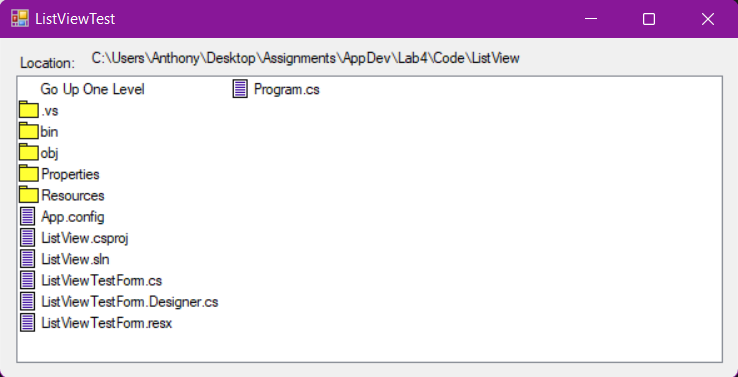 ListViewTest
Location: C:\Users\Anthony\Desktop\Assignments\AppDev\Lab4\Code\ListView
Go Up One Level
.vs
bin
obj
Properties
Resources
App.config
ListView.csproj
ListView.sln
ListViewTestForm.cs
ListViewTestForm.Designer.cs
ListViewTestForm.resx
Program.cs